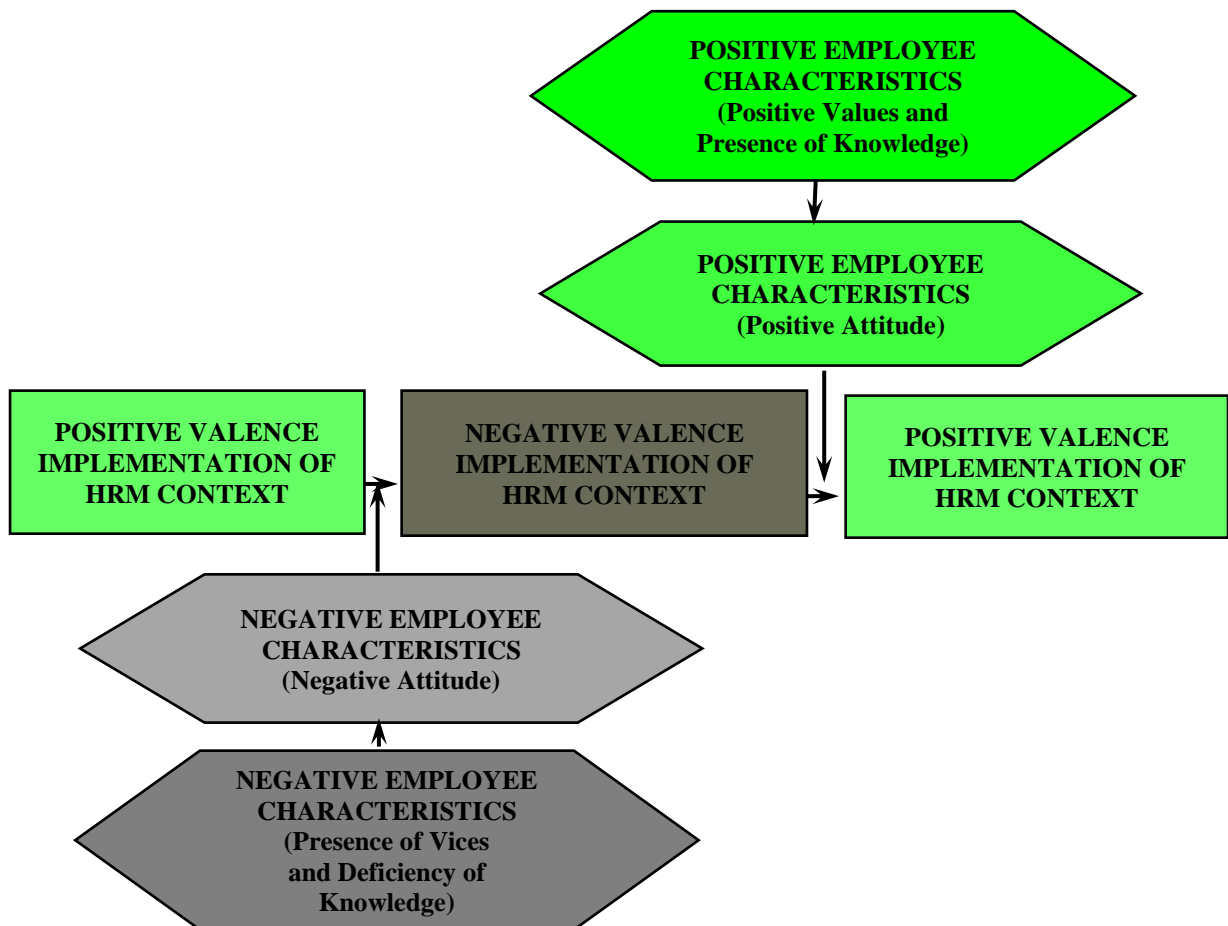 POSITIVE EMPLOYEE
CHARACTERISTICS
(Positive Values and
Presence of Knowledge)
POSITIVE EMPLOYEE
CHARACTERISTICS
(Positive Attitude)
POSITIVE VALENCE
IMPLEMENTATION OF
HRM CONTEXT
NEGATIVE VALENCE
IMPLEMENTATION OF
HRM CONTEXT
POSITIVE VALENCE
IMPLEMENTATION OF
HRM CONTEXT
NEGATIVE EMPLOYEE
CHARACTERISTICS
(Negative Attitude)
NEGATIVE EMPLOYEE
CHARACTERISTICS
(Presence of Vices
and Deficiency of
Knowledge)